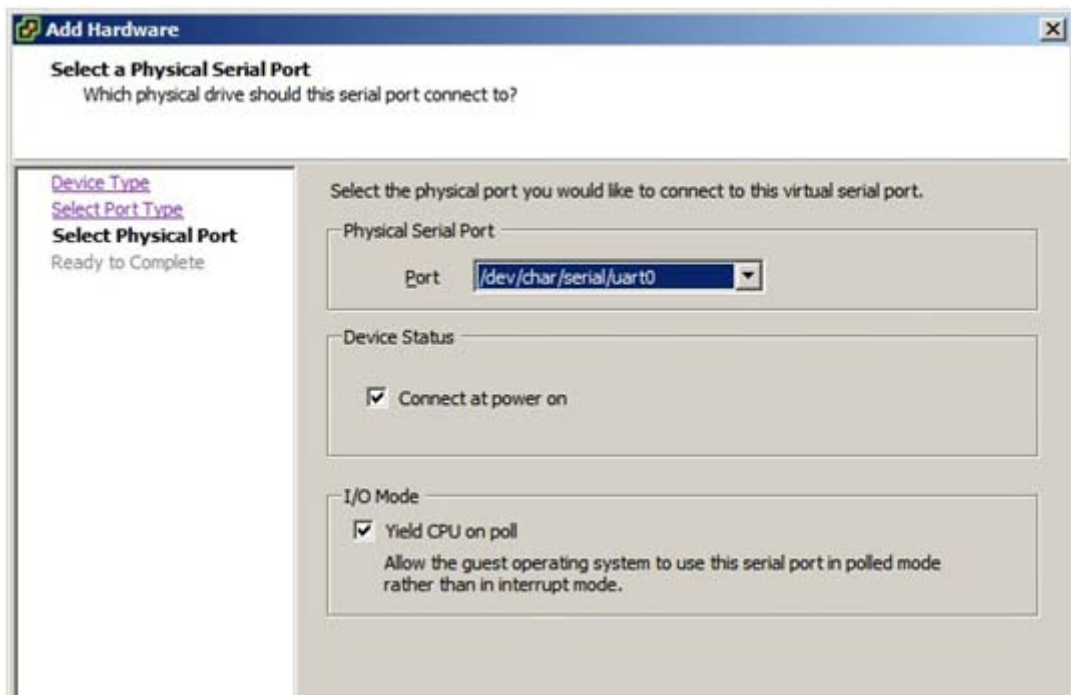 Add Hardware
Select a Physical Serial Port
Which physical drive should this serial port connect to?
Device Type
Select Port Type
Select Physical Port
Ready to Complete
Select the physical port you would like to connect to this virtual serial port.
Physical Serial Port
Port /dev/char/serial/uart0
Device Status
Connect at power on
I/O Mode
Yield CPU on poll
Allow the guest operating system to use this serial port in polled mode
rather than in interrupt mode.